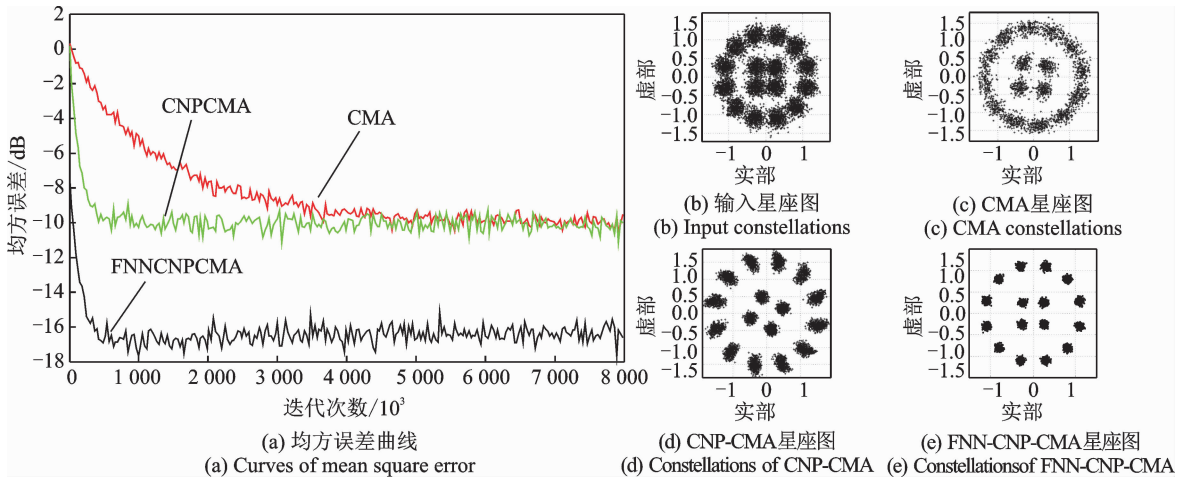 2
0
−2
−4
−6
−8
−10
−12
−14
−16
−18
均方误差/dB
CNPCMA
CMA
FNNCNPCMA
0 1 000 2 000 3 000 4 000 5 000 6 000 7 000 8 000
迭代次数/10³
(a) 均方误差曲线
(a) Curves of mean square error
1.5
1.0
0.5
0.0
−0.5
−1.0
−1.5
虚部
−1 0 1
实部
(b) 输入星座图
(b) Input constellations
1.5
1.0
0.5
0.0
−0.5
−1.0
−1.5
虚部
−1 0 1
实部
(c) CMA星座图
(c) CMA constellations
1.5
1.0
0.5
0.0
−0.5
−1.0
−1.5
虚部
−1 0 1
实部
(d) CNP-CMA星座图
(d) Constellations of CNP-CMA
1.5
1.0
0.5
0.0
−0.5
−1.0
−1.5
虚部
−1 0 1
实部
(e) FNN-CNP-CMA星座图
(e) Constellationsof FNN-CNP-CMA